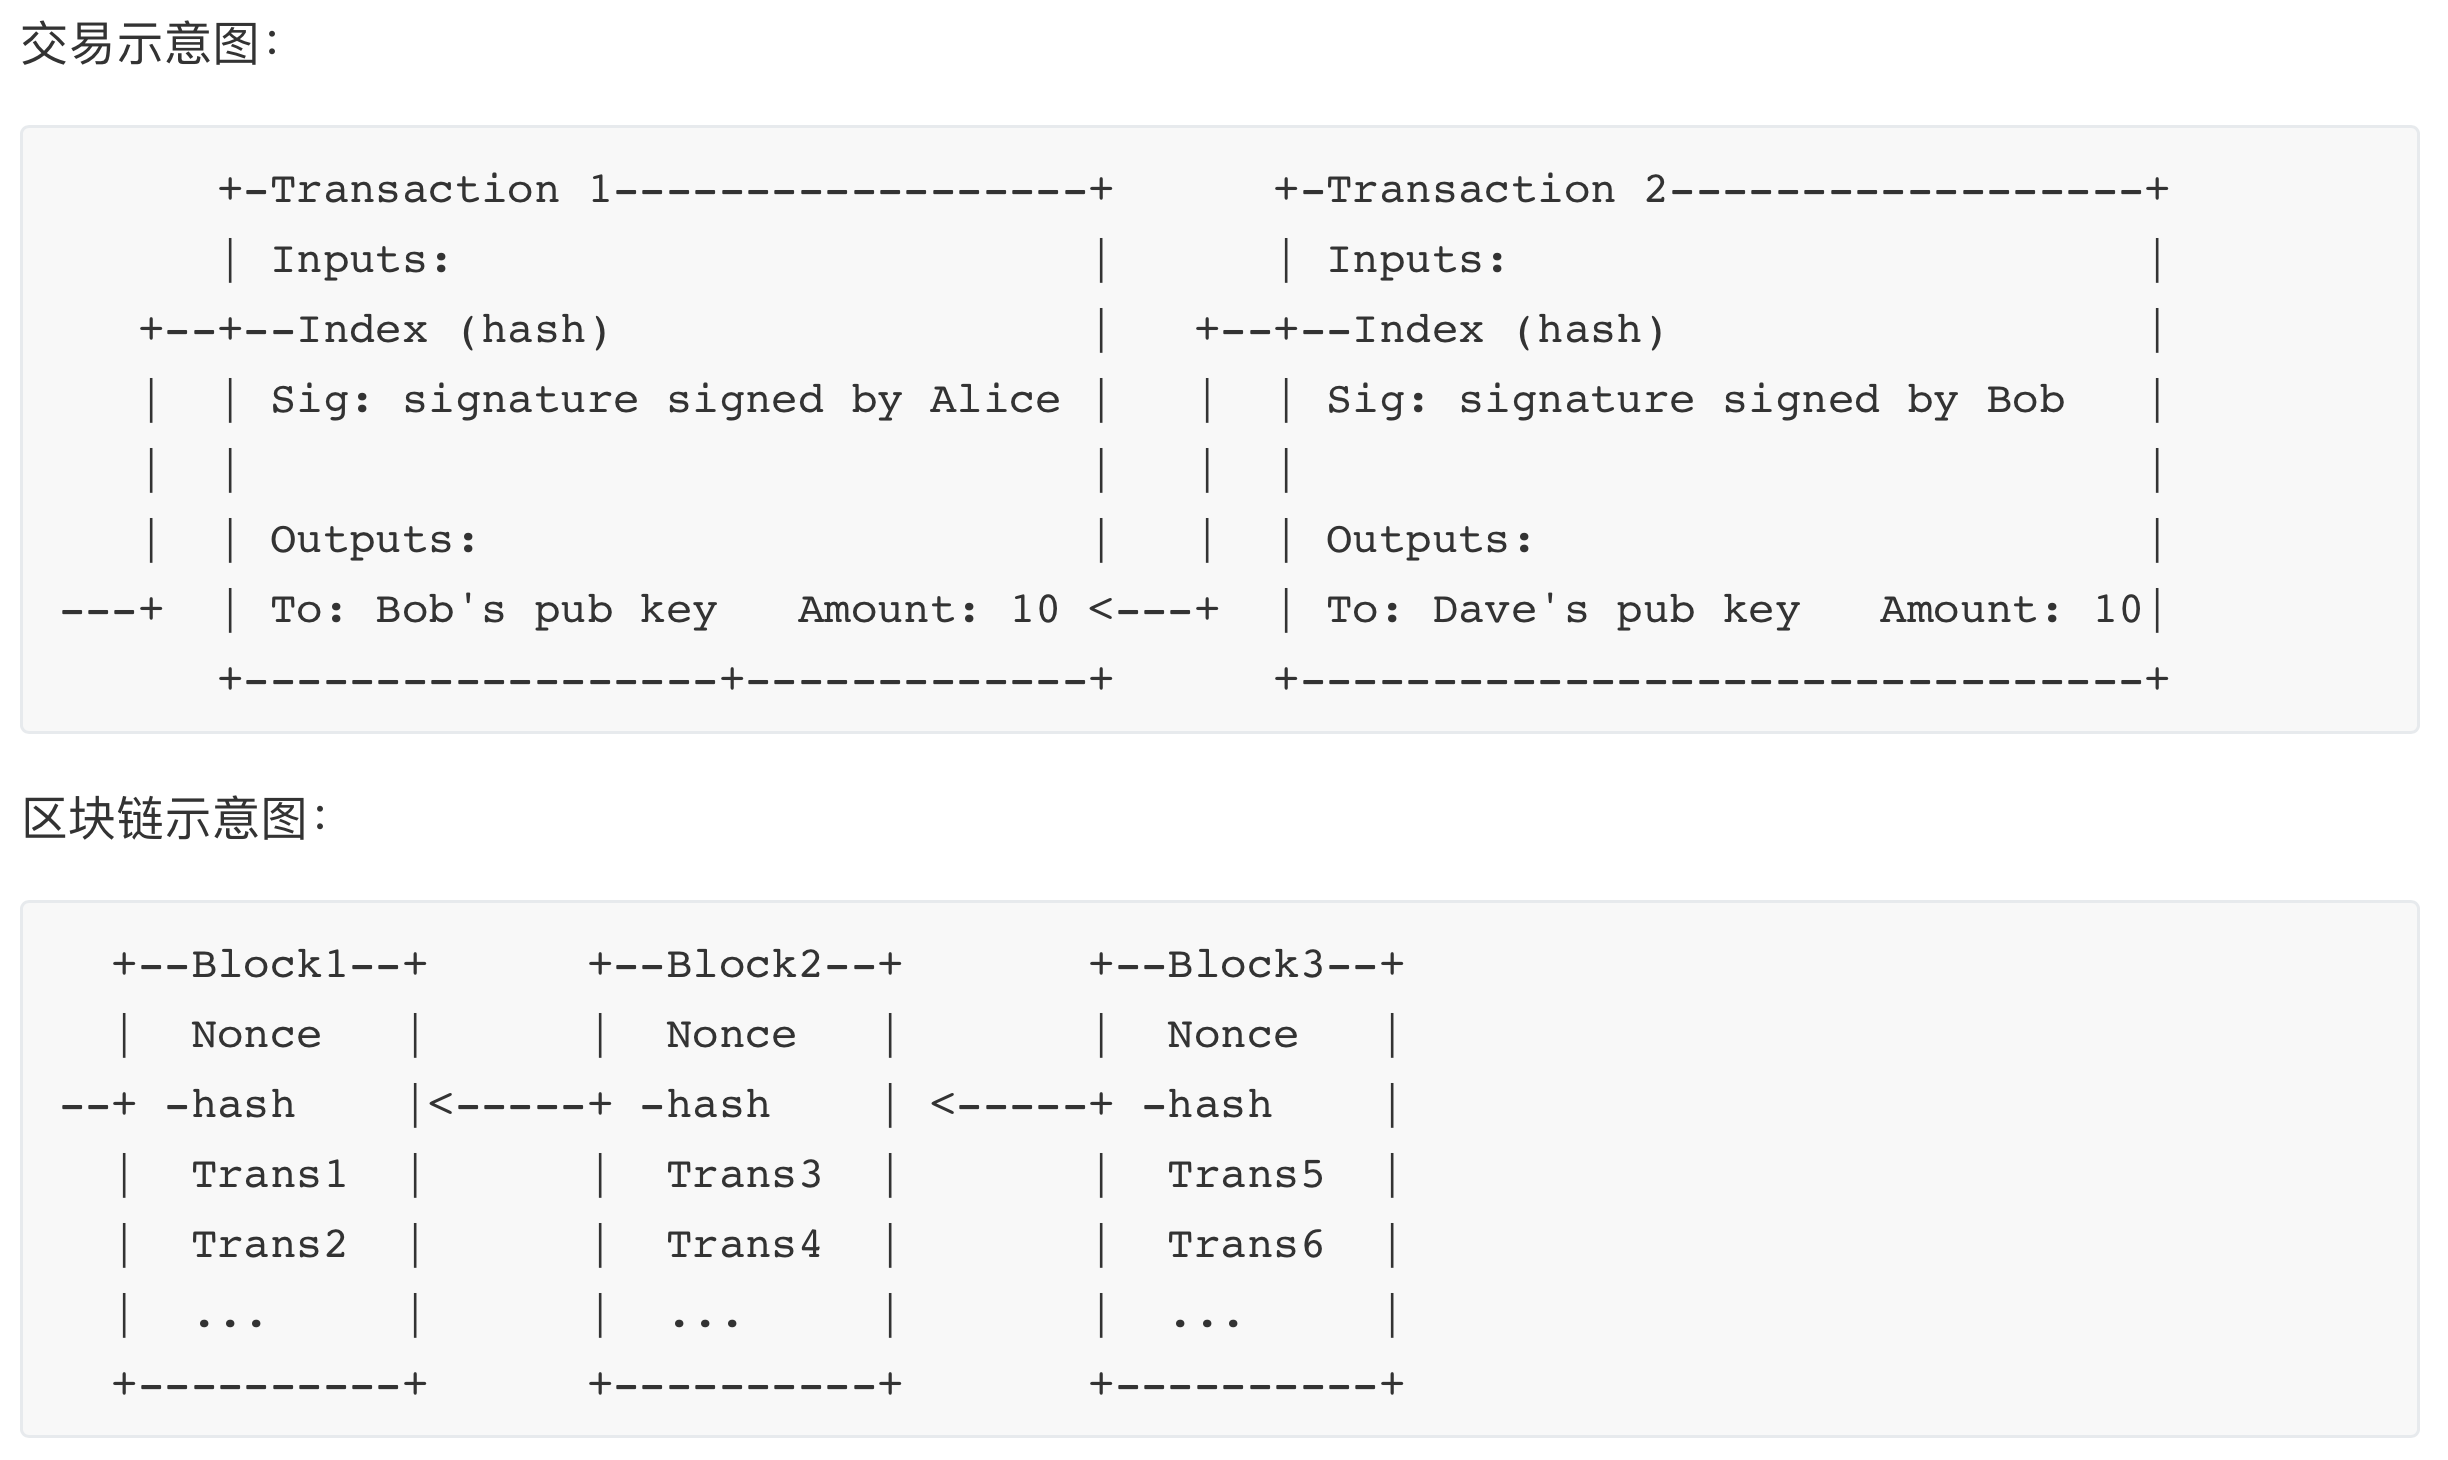 交易示意图：
      +-Transaction 1------------------+      +-Transaction 2------------------+
      | Inputs:                        |      | Inputs:                        |
   +--+--Index (hash)                  |   +--+--Index (hash)                  |
   |  | Sig: signature signed by Alice |   |  | Sig: signature signed by Bob   |
   |  |                                |   |  |                                |
   |  | Outputs:                       |   |  | Outputs:                       |
---+  | To: Bob's pub key   Amount: 10 <---+  | To: Dave's pub key   Amount: 10|
      +------------------+-------------+      +--------------------------------+
区块链示意图：
  +--Block1--+      +--Block2--+       +--Block3--+
  |  Nonce   |      |  Nonce   |       |  Nonce   |
--+ -hash    |<-----+ -hash    | <-----+ -hash    |
  |  Trans1  |      |  Trans3  |       |  Trans5  |
  |  Trans2  |      |  Trans4  |       |  Trans6  |
  |  ...     |      |  ...     |       |  ...     |
  +----------+      +----------+       +----------+